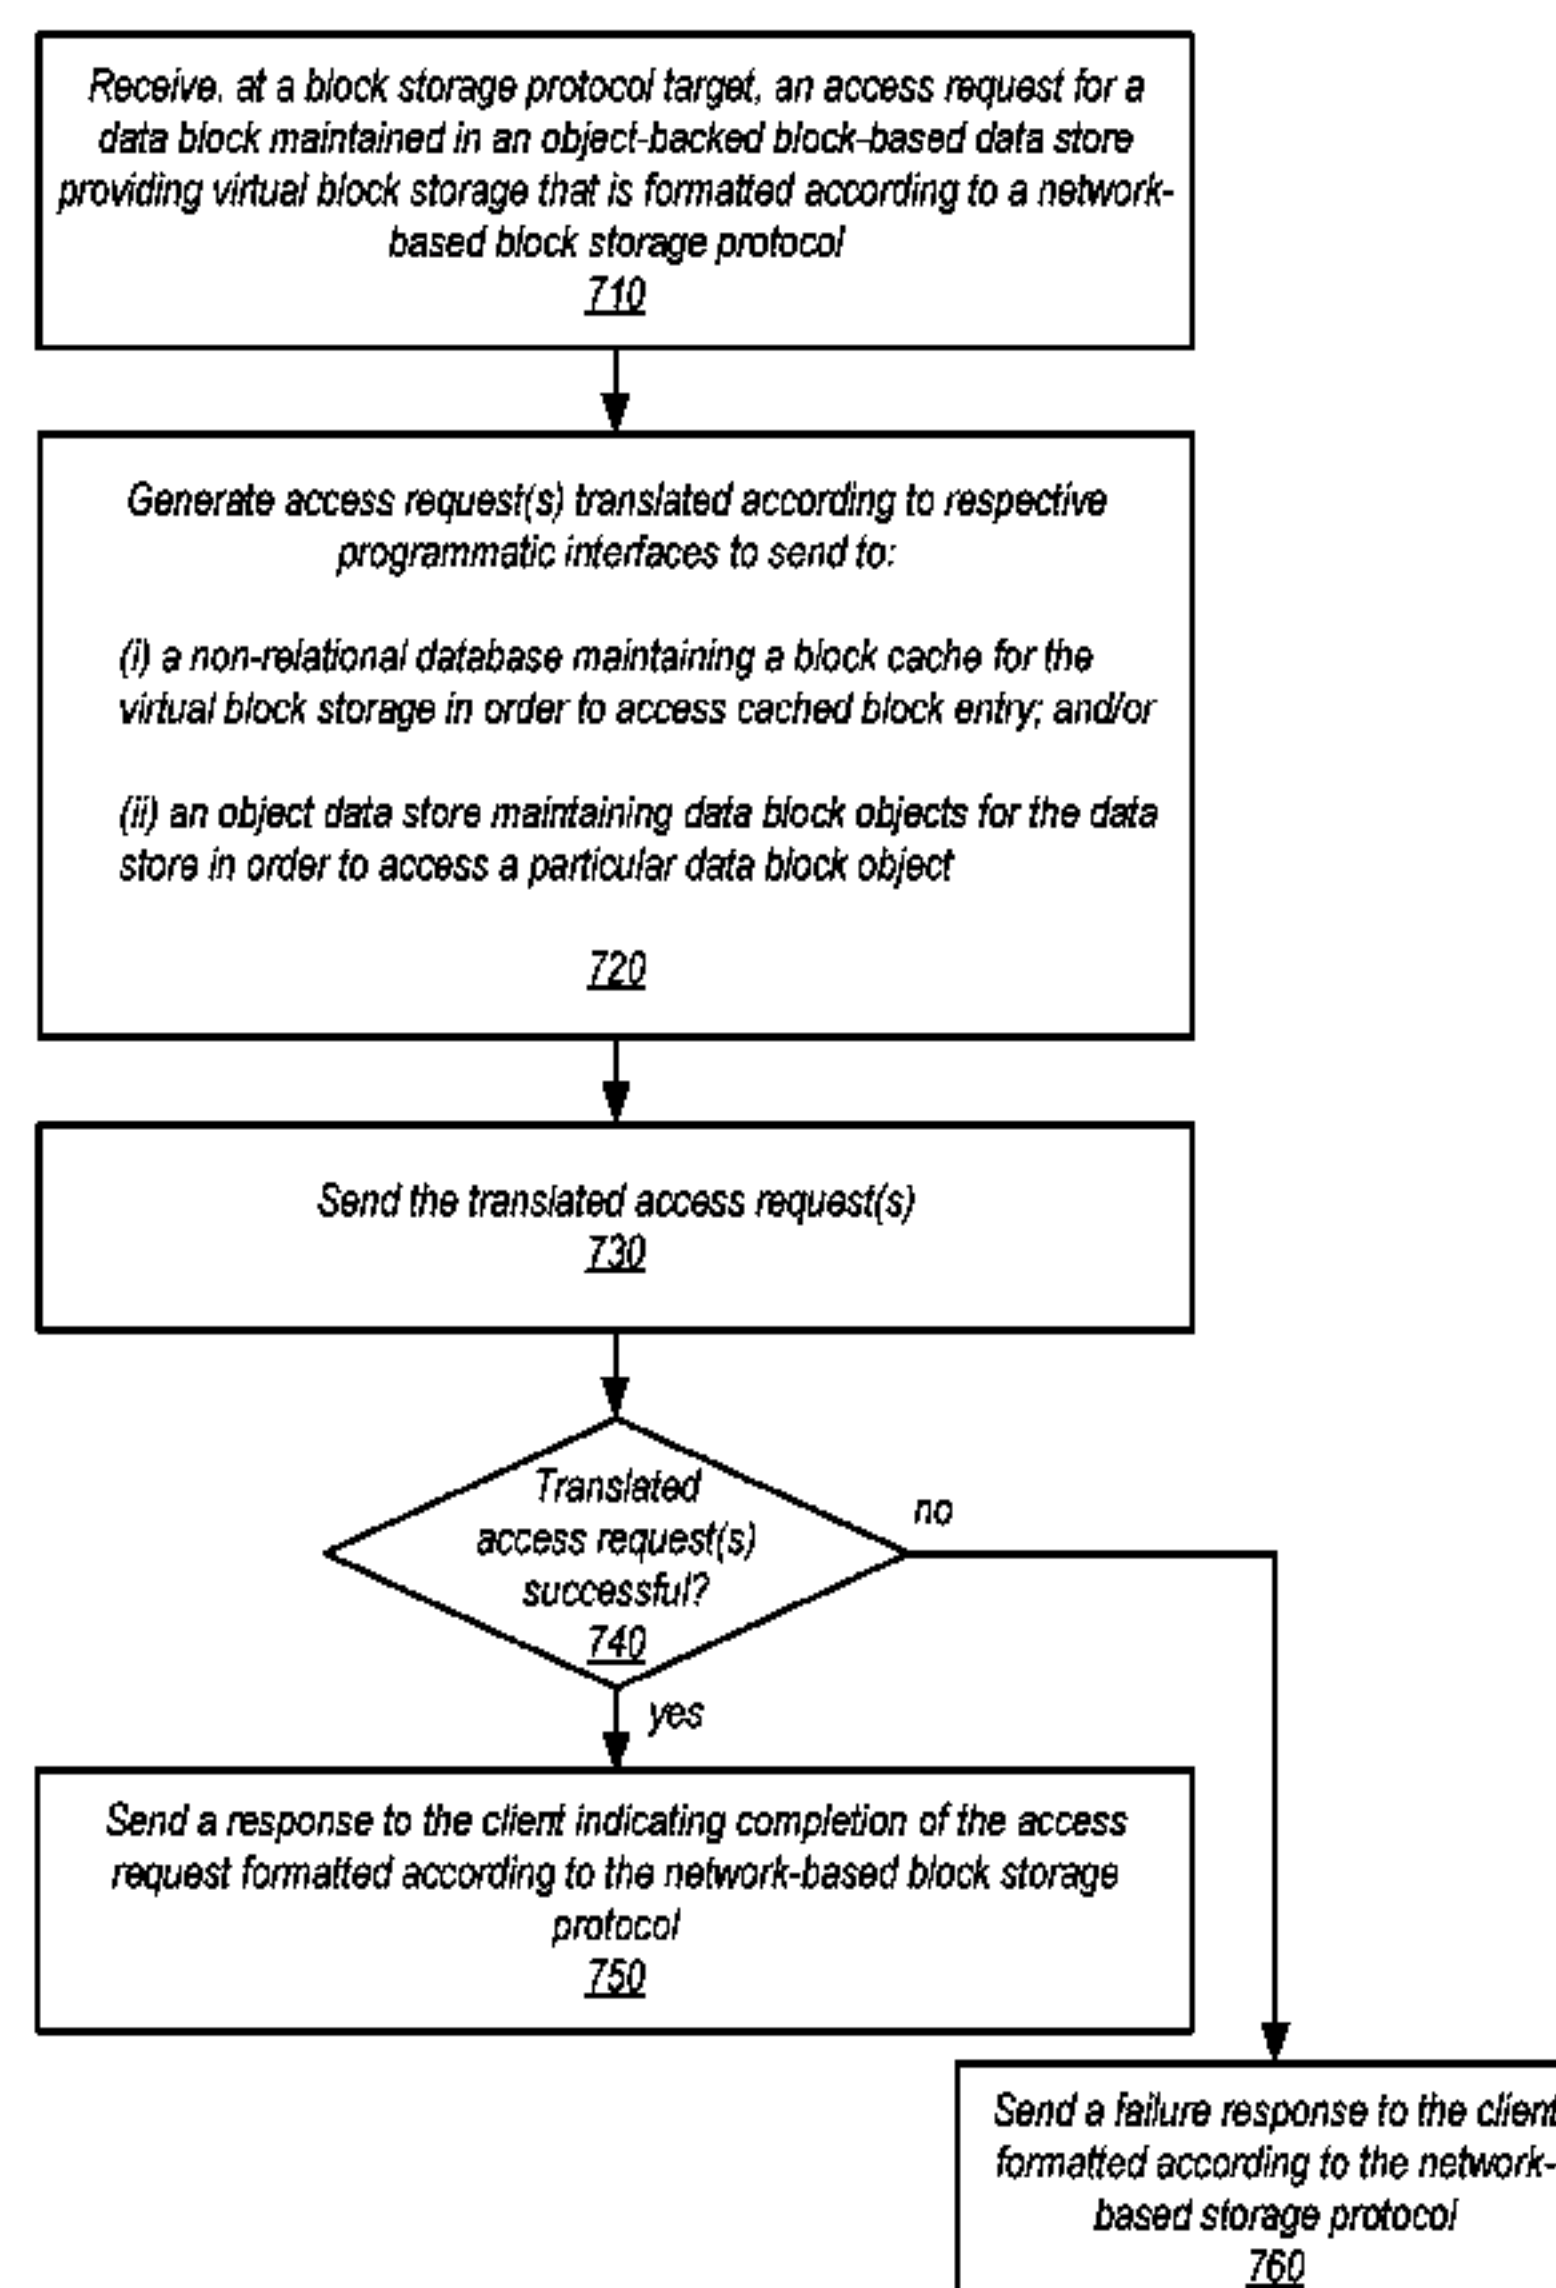 Receive, at a block storage protocol target, an access request for a
data block maintained in an object-backed block-based data store
providing virtual block storage that is formatted according to a network-
based block storage protocol
710
Generate access request(s) translated according to respective
programmatic interfaces to send to:
(i) a non-relational database maintaining a block cache for the
virtual block storage in order to access cached block entry; and/or
(ii) an object data store maintaining data block objects for the data
store in order to access a particular data block object
720
Send the translated access request(s)
730
Translated
access request(s)
successful?
740
no
yes
Send a response to the client indicating completion of the access
request formatted according to the network-based block storage
protocol
750
Send a failure response to the client
formatted according to the network-
based storage protocol
760